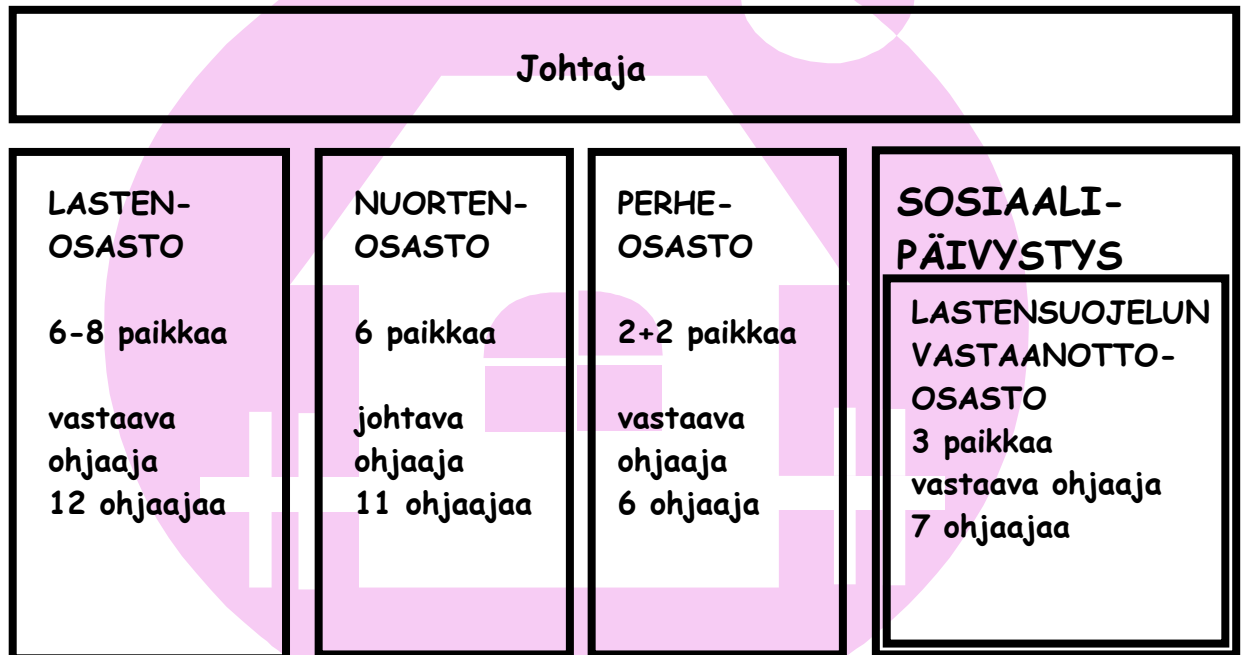 Johtaja
LASTEN-
OSASTO
6-8 paikkaa
vastaava
ohjaaja
12 ohjaajaa
NUORTEN-
OSASTO
6 paikkaa
johtava
ohjaaja
11 ohjaajaa
PERHE-
OSASTO
2+2 paikkaa
vastaava
ohjaaja
6 ohjaaja
SOSIAALI-
PÄIVYSTYS
LASTENSUOJELUN
VASTAANOTTO-
OSASTO
3 paikkaa
vastaava ohjaaja
7 ohjaajaa